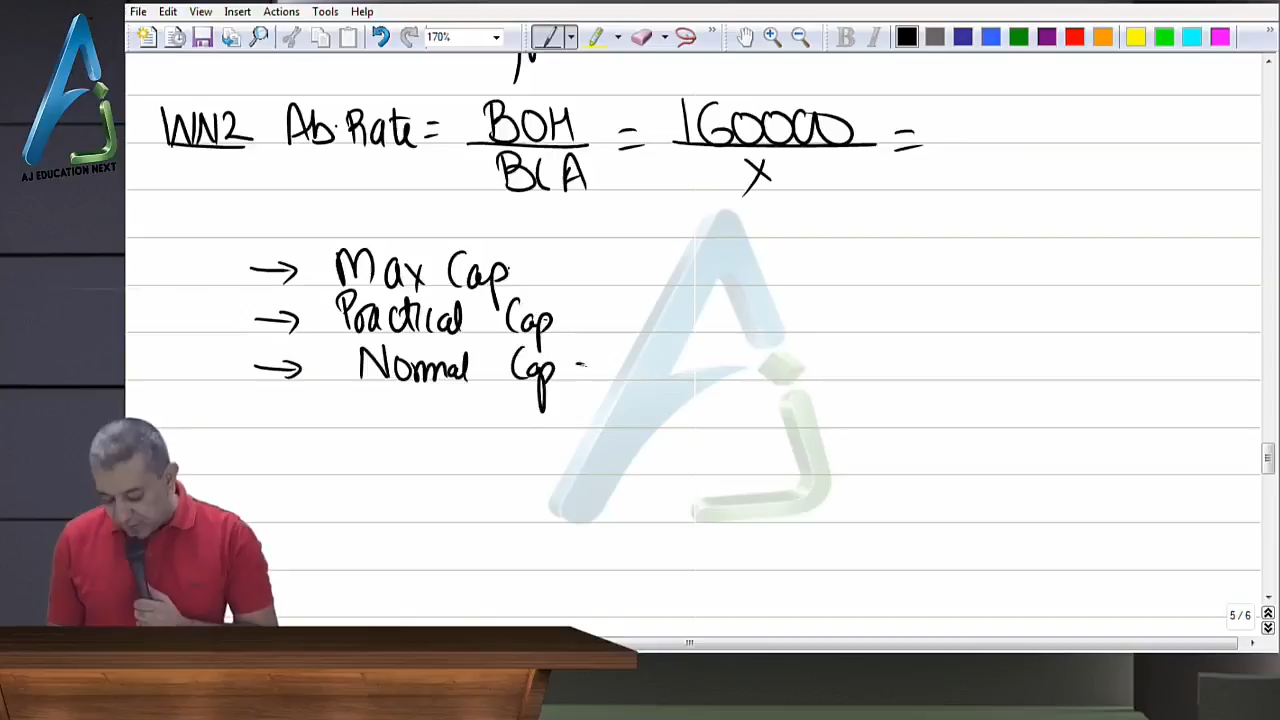 File Edit View Insert Actions Tools Help
170%
AJ EDUCATION NEXT
WN2 Ab. Rate = BOH = 160000 =
BCA X
→ Max Cap
→ Practical Cap
→ Normal Cap -
5 / 6